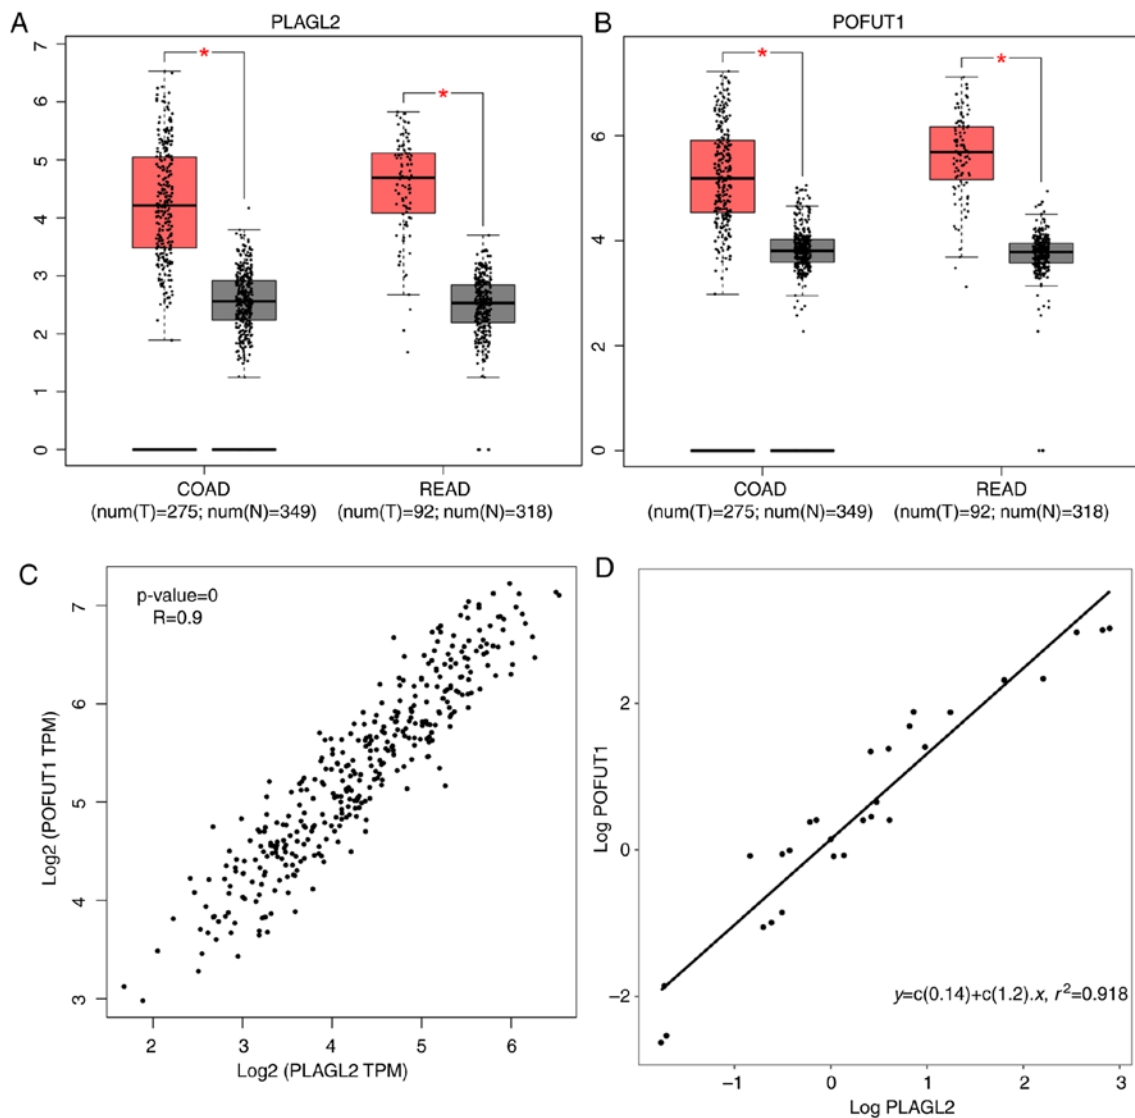 A
PLAGL2
7
6
5
4
3
2
1
0
*
*
COAD
(num(T)=275; num(N)=349)
READ
(num(T)=92; num(N)=318)
B
POFUT1
6
4
2
0
*
*
COAD
(num(T)=275; num(N)=349)
READ
(num(T)=92; num(N)=318)
C
p-value=0
R=0.9
Log2 (POFUT1 TPM)
7
6
5
4
3
2 3 4 5 6
Log2 (PLAGL2 TPM)
D
Log POFUT1
2
0
−2
y=c(0.14)+c(1.2).x, r²=0.918
−1 0 1 2 3
Log PLAGL2